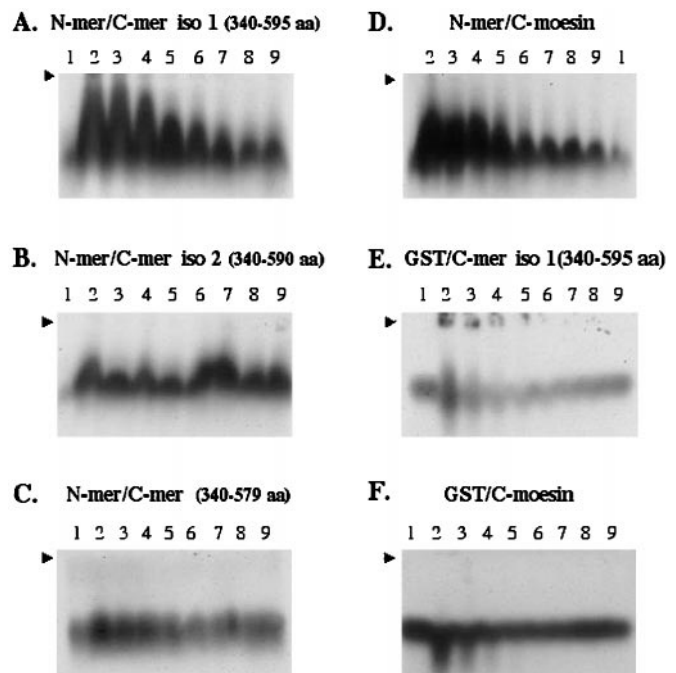 A. N-mer/C-mer iso 1 (340-595 aa)
1 2 3 4 5 6 7 8 9
B. N-mer/C-mer iso 2 (340-590 aa)
1 2 3 4 5 6 7 8 9
C. N-mer/C-mer (340-579 aa)
1 2 3 4 5 6 7 8 9
D. N-mer/C-moesin
2 3 4 5 6 7 8 9 1
E. GST/C-mer iso 1(340-595 aa)
1 2 3 4 5 6 7 8 9
F. GST/C-moesin
1 2 3 4 5 6 7 8 9